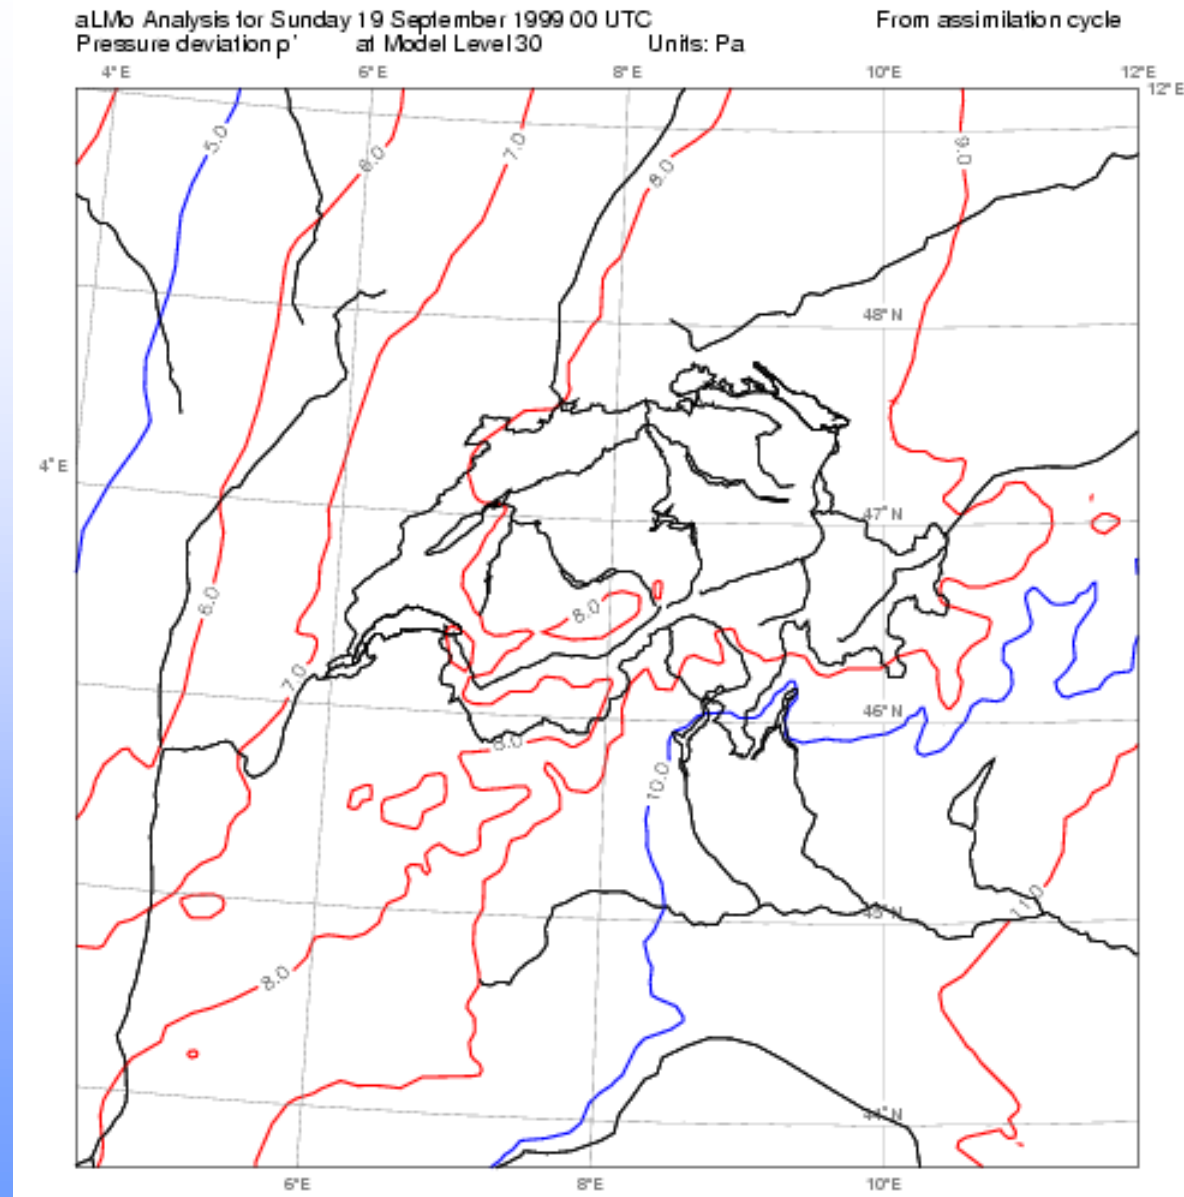 aLMo Analysis for Sunday 19 September 1999 00 UTC From assimilation cycle
Pressure deviation p' at Model Level 30 Units: Pa
4°E 6°E 8°E 10°E 12°E
12°E
5.0
6.0
7.0
8.0
9.0
48°N
4°E
47°N
6.0
8.0
7.0
46°N
8.0
10.0
11.0
45°N
8.0
44°N
6°E 8°E 10°E